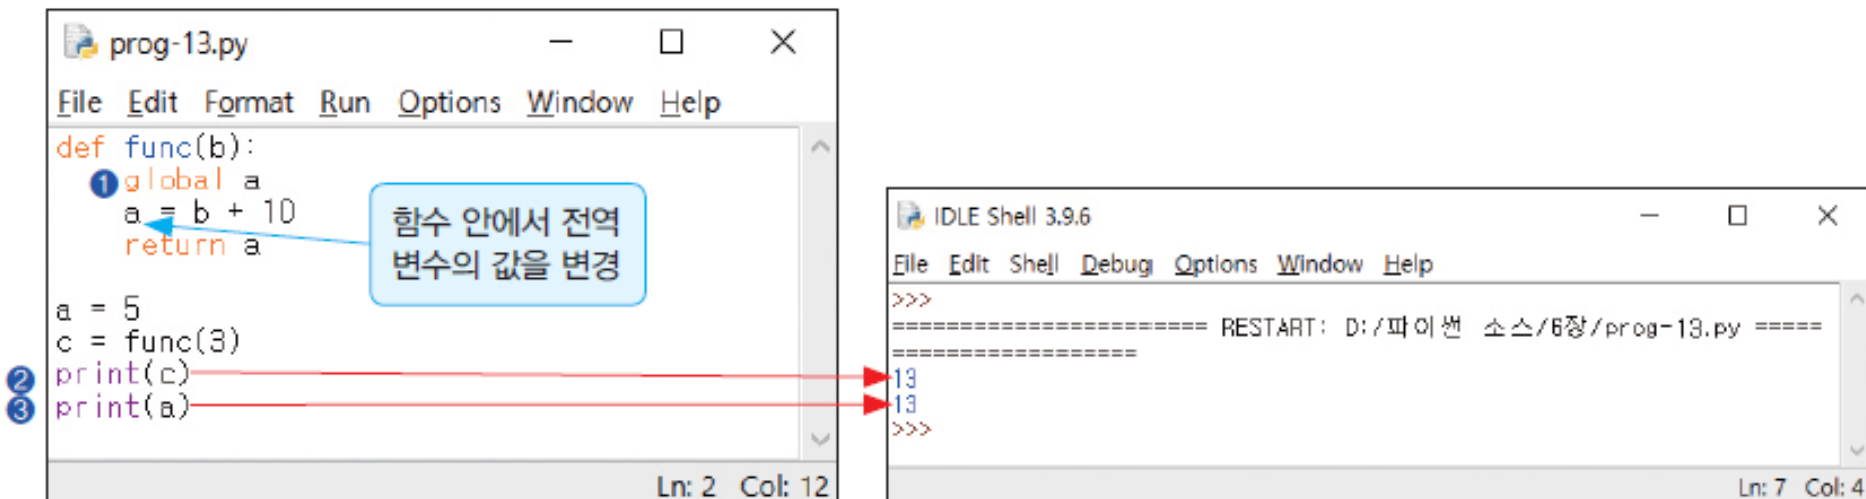 prog-13.py
File Edit Format Run Options Window Help
def func(b):
❶ global a
a = b + 10
return a
함수 안에서 전역
변수의 값을 변경
a = 5
c = func(3)
❷ print(c)
❸ print(a)
Ln: 2 Col: 12
IDLE Shell 3.9.6
File Edit Shell Debug Options Window Help
>>>
======================= RESTART: D:/파이썬 소스/6장/prog-13.py =====
==================
13
13
>>>
Ln: 7 Col: 4